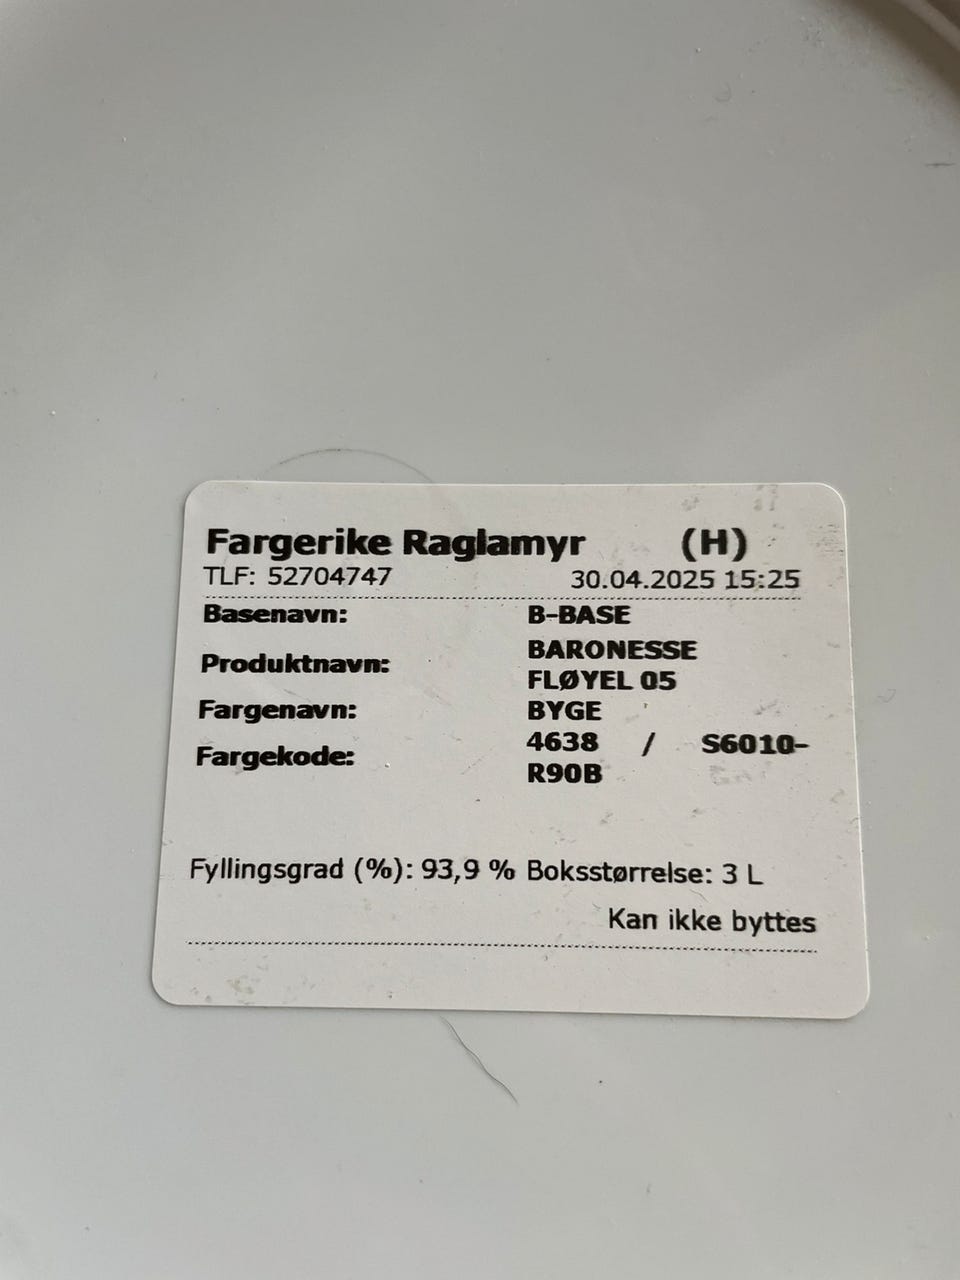 Fargerike Raglamyr (H)
TLF: 52704747 30.04.2025 15:25
Basenavn: B-BASE
Produktnavn: BARONESSE
FLØYEL 05
Fargenavn: BYGE
Fargekode: 4638 / S6010-
R90B
Fyllingsgrad (%): 93,9 % Boksstørrelse: 3 L
Kan ikke byttes